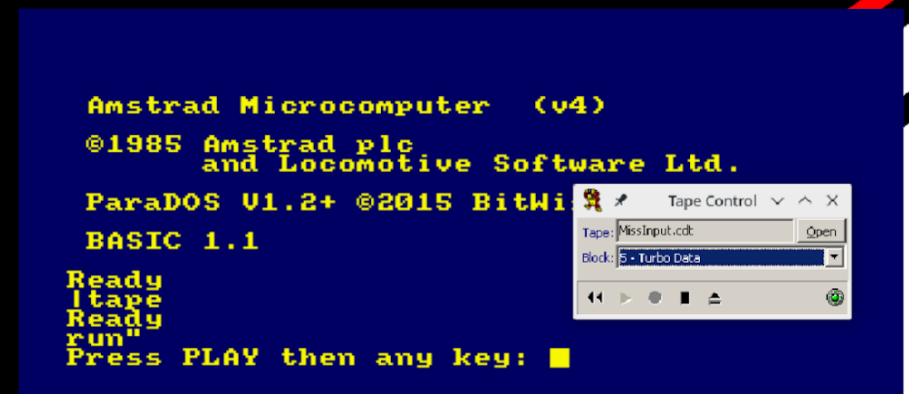 Amstrad Microcomputer (v4)
©1985 Amstrad plc
and Locomotive Software Ltd.
ParaDOS V1.2+ ©2015
BASIC 1.1
Ready
|tape
Ready
run"
Press PLAY then any key:
Tape Control
Tape: MissInput.cdt Open
Block: 5 - Turbo Data